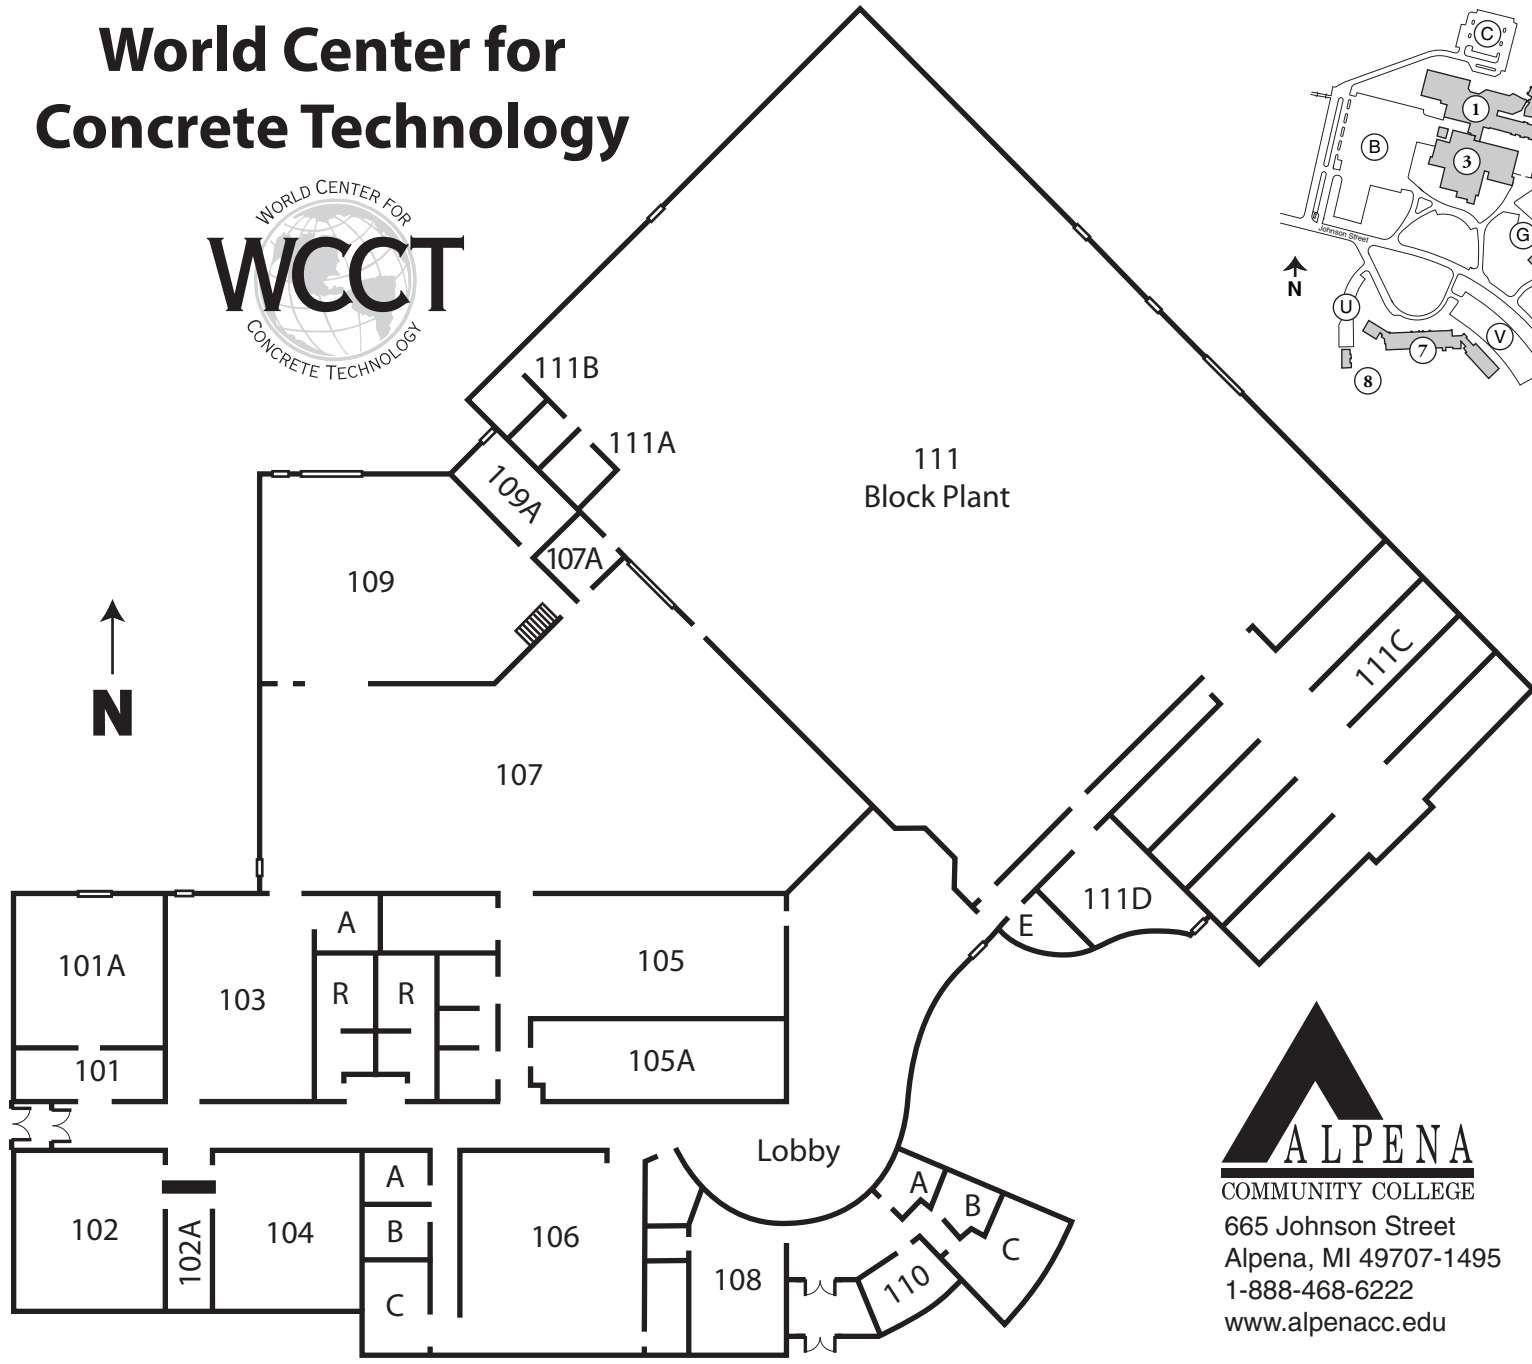 World Center for
Concrete Technology
WORLD CENTER FOR
WCCT
CONCRETE TECHNOLOGY
C
1
B
3
Johnson Street
G
N
U
V
7
8
111B
111A
111
Block Plant
109A
107A
109
111C
N
107
A
111D
E
101A
103
R
R
105
101
105A
Lobby
A
A
B
102
102A
104
B
106
C
108
110
C
ALPENA
COMMUNITY COLLEGE
665 Johnson Street
Alpena, MI 49707-1495
1-888-468-6222
www.alpenacc.edu